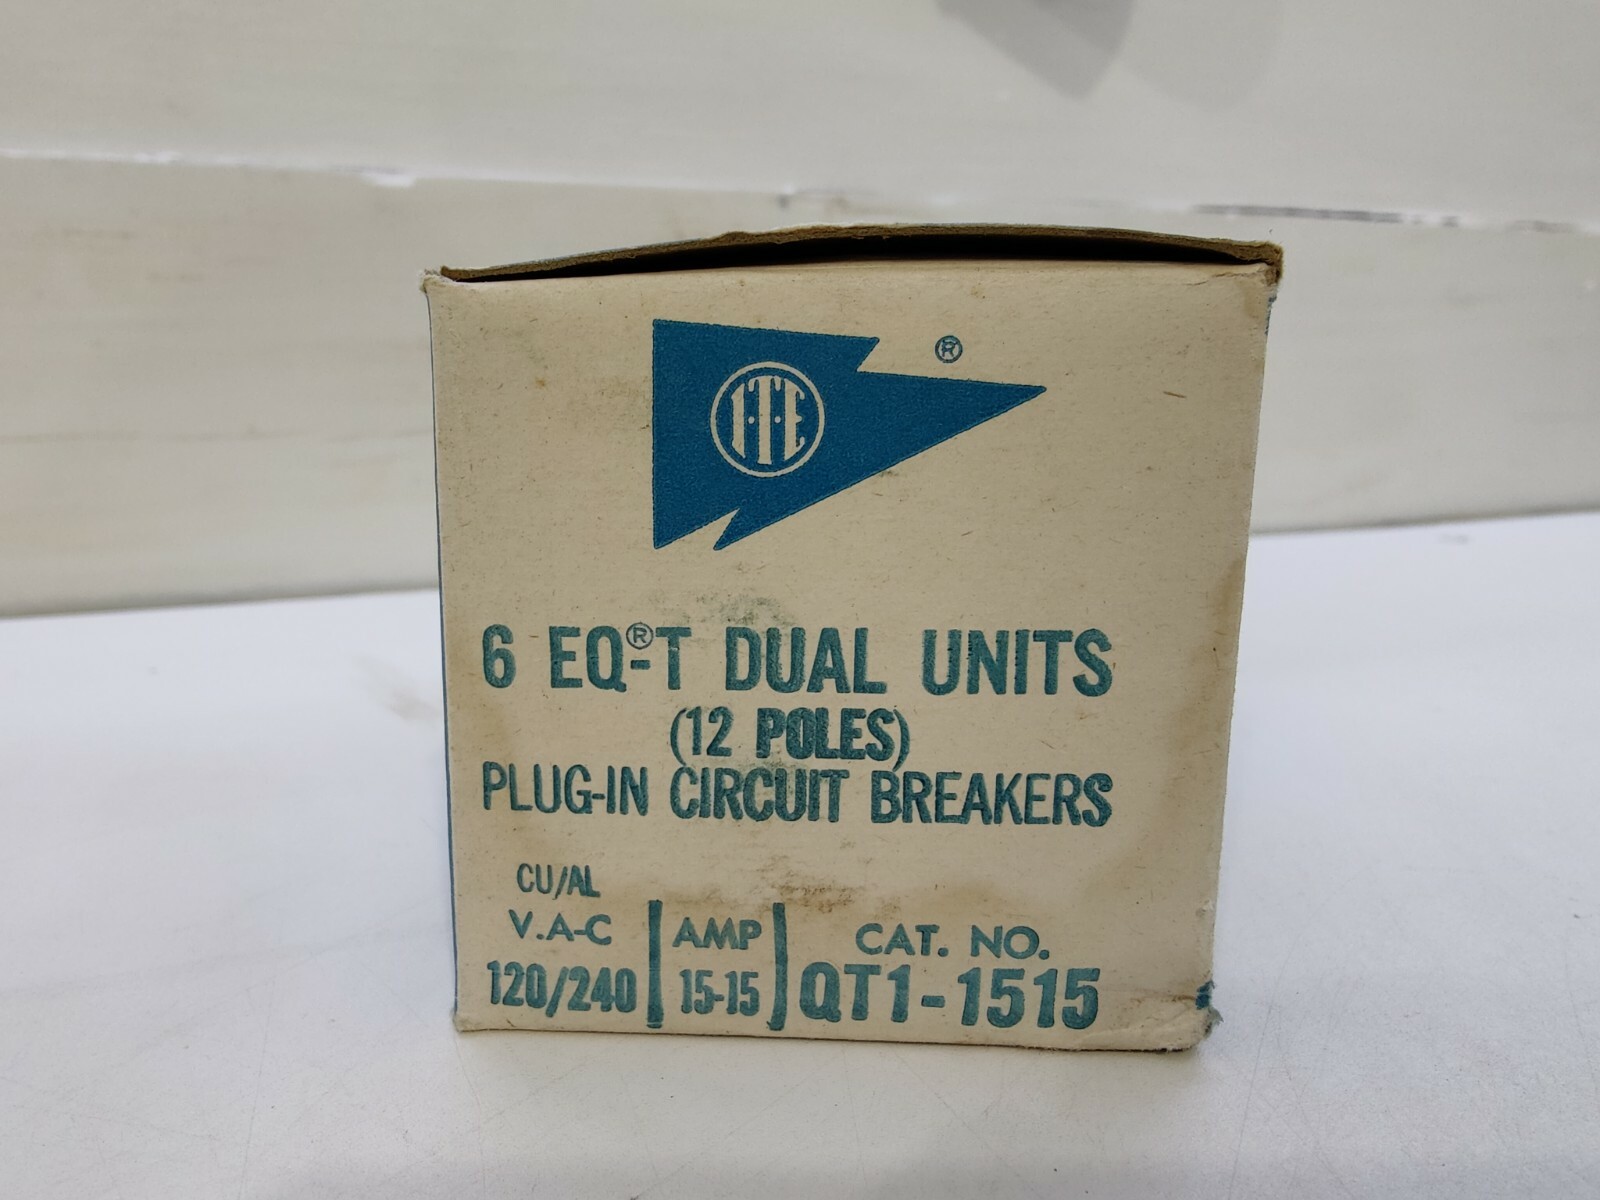 I·T·E
®
6 EQ®-T DUAL UNITS
(12 POLES)
PLUG-IN CIRCUIT BREAKERS
CU/AL
V.A-C
120/240
AMP
15-15
CAT. NO.
QT1-1515